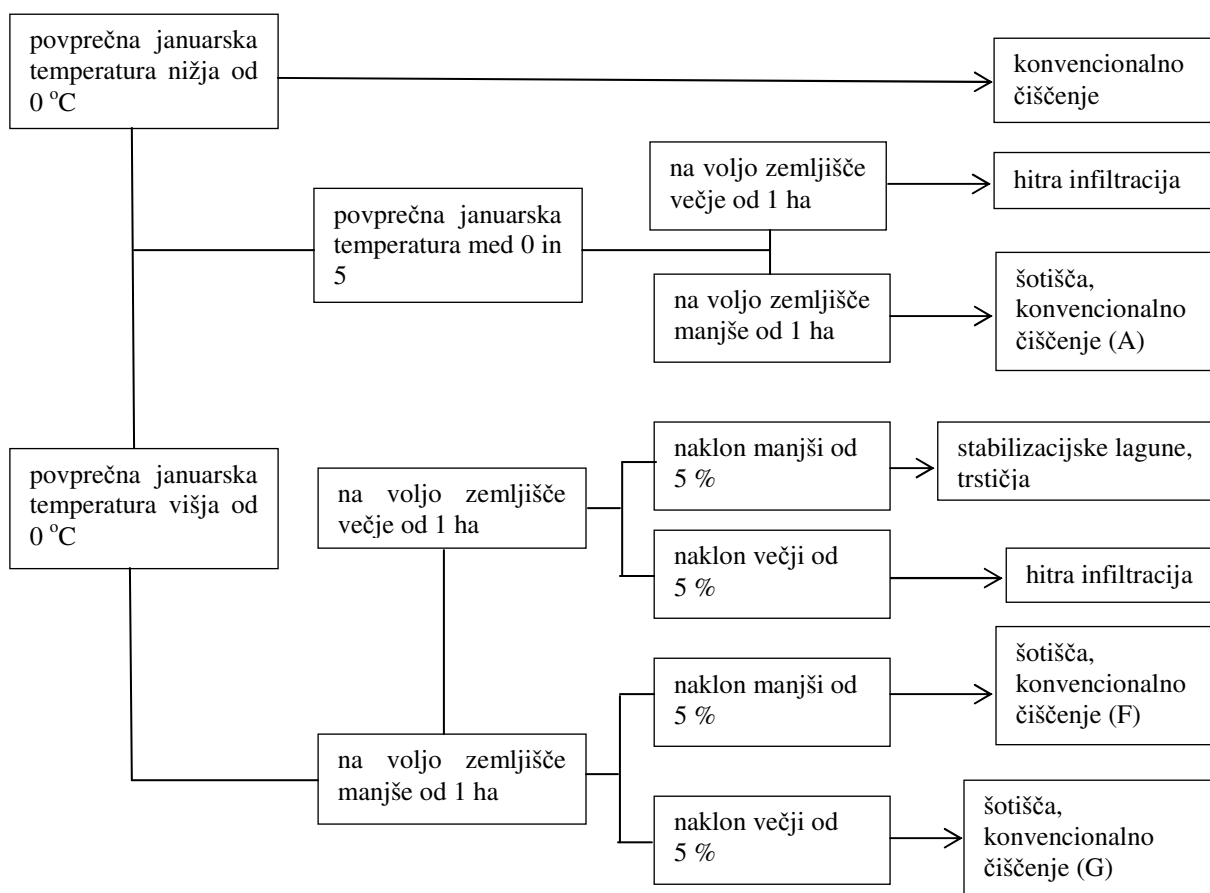 povprečna januarska
temperatura nižja od
0 °C
konvencionalno
čiščenje
na voljo zemljišče
večje od 1 ha
hitra infiltracija
povprečna januarska
temperatura med 0 in
5
na voljo zemljišče
manjše od 1 ha
šotišča,
konvencionalno
čiščenje (A)
povprečna januarska
temperatura višja od
0 °C
na voljo zemljišče
večje od 1 ha
naklon manjši od
5 %
stabilizacijske lagune,
trstičja
naklon večji od
5 %
hitra infiltracija
na voljo zemljišče
manjše od 1 ha
naklon manjši od
5 %
šotišča,
konvencionalno
čiščenje (F)
naklon večji od
5 %
šotišča,
konvencionalno
čiščenje (G)